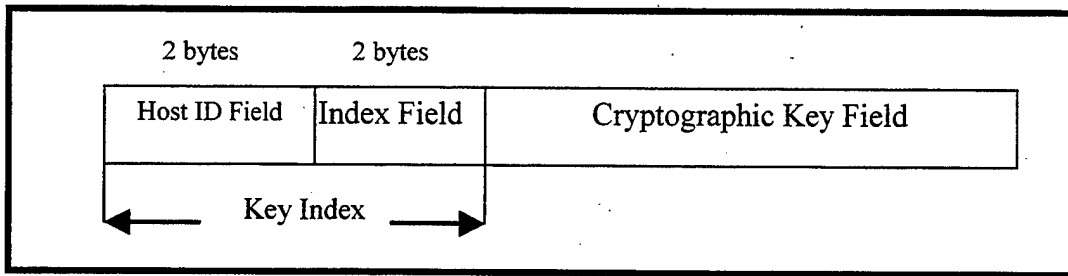 2 bytes 2 bytes
Host ID Field Index Field Cryptographic Key Field
Key Index